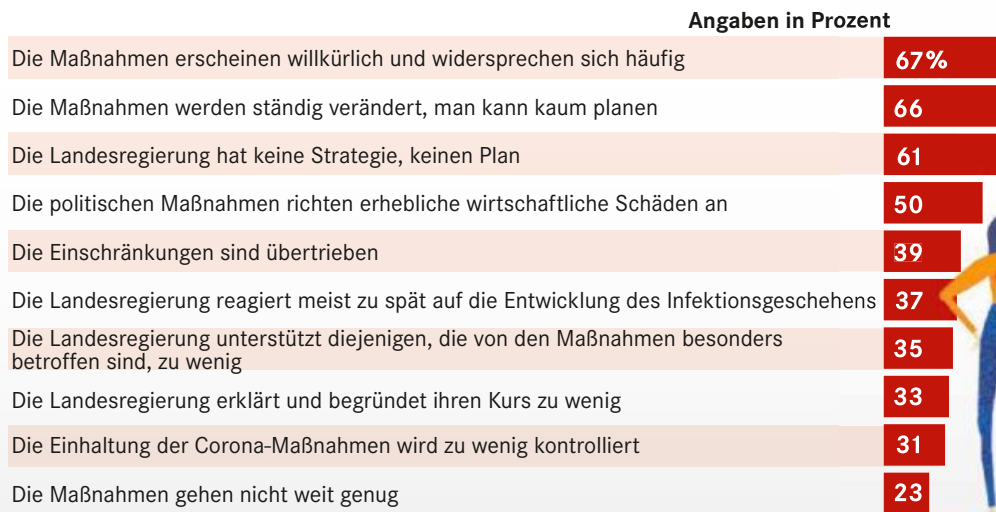 Angaben in Prozent
Die Maßnahmen erscheinen willkürlich und widersprechen sich häufig 67%
Die Maßnahmen werden ständig verändert, man kann kaum planen 66
Die Landesregierung hat keine Strategie, keinen Plan 61
Die politischen Maßnahmen richten erhebliche wirtschaftliche Schäden an 50
Die Einschränkungen sind übertrieben 39
Die Landesregierung reagiert meist zu spät auf die Entwicklung des Infektionsgeschehens 37
Die Landesregierung unterstützt diejenigen, die von den Maßnahmen besonders
betroffen sind, zu wenig 35
Die Landesregierung erklärt und begründet ihren Kurs zu wenig 33
Die Einhaltung der Corona-Maßnahmen wird zu wenig kontrolliert 31
Die Maßnahmen gehen nicht weit genug 23